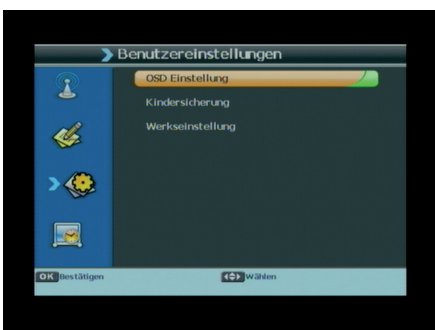 Benutzereinstellungen
OSD Einstellung
Kindersicherung
Werkseinstellung
OK Bestätigen
Wählen